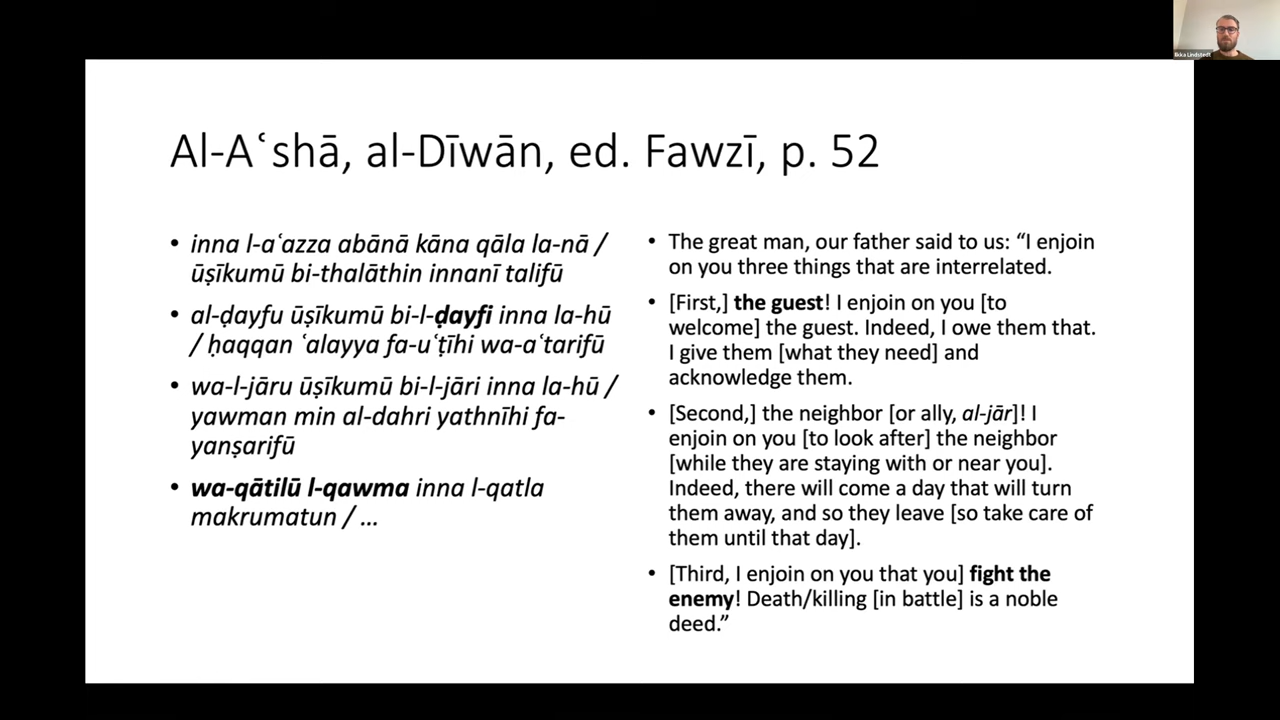 Ilkka Lindstedt
Al-Aʿshā, al-Dīwān, ed. Fawzī, p. 52
• inna l-aʿazza abānā kāna qāla la-nā /
ūṣīkumū bi-thalāthin innanī talifū
• al-ḍayfu ūṣīkumū bi-l-ḍayfi inna la-hū
/ ḥaqqan ʿalayya fa-uʿṭīhi wa-aʿtarifū
• wa-l-jāru ūṣīkumū bi-l-jāri inna la-hū /
yawman min al-dahri yathnīhi fa-
yanṣarifū
• wa-qātilū l-qawma inna l-qatla
makrumatun / …
• The great man, our father said to us: “I enjoin
on you three things that are interrelated.
• [First,] the guest! I enjoin on you [to
welcome] the guest. Indeed, I owe them that.
I give them [what they need] and
acknowledge them.
• [Second,] the neighbor [or ally, al-jār]! I
enjoin on you [to look after] the neighbor
[while they are staying with or near you].
Indeed, there will come a day that will turn
them away, and so they leave [so take care of
them until that day].
• [Third, I enjoin on you that you] fight the
enemy! Death/killing [in battle] is a noble
deed.”